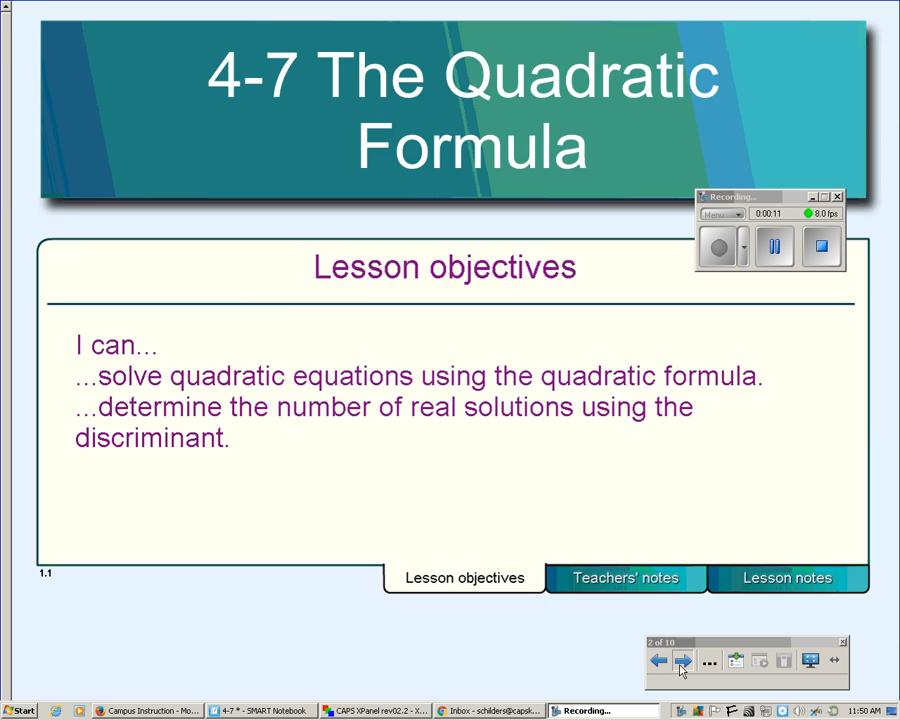 4-7 The Quadratic
Formula
Recording...
Menu
0:00:11
8.0 fps
Lesson objectives
I can...
...solve quadratic equations using the quadratic formula.
...determine the number of real solutions using the
discriminant.
1.1
Lesson objectives
Teachers' notes
Lesson notes
2 of 10
...
Start
Campus Instruction - Mo...
4-7 * - SMART Notebook
CAPS XPanel rev02.2 - X...
Inbox - schilders@capsk...
Recording...
11:50 AM